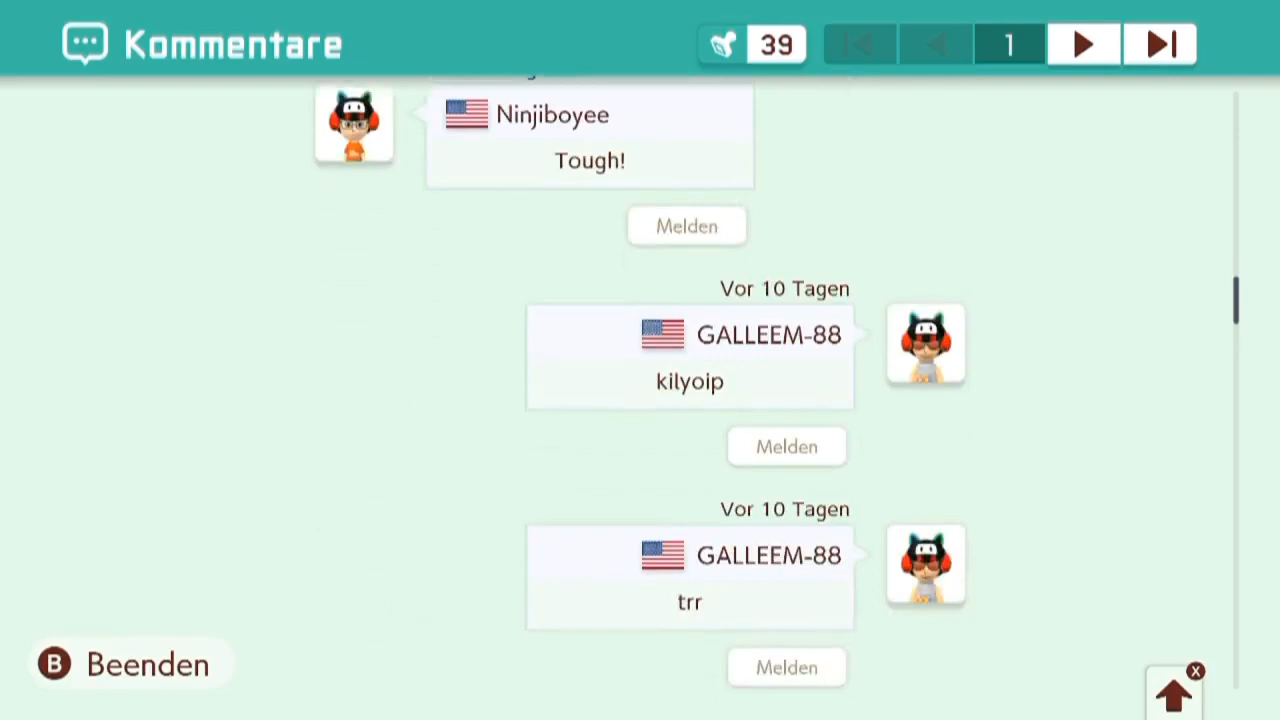 Kommentare
39
1
Ninjiboyee
Tough!
Melden
Vor 10 Tagen
GALLEEM-88
kilyoip
Melden
Vor 10 Tagen
GALLEEM-88
trr
Melden
B Beenden
X